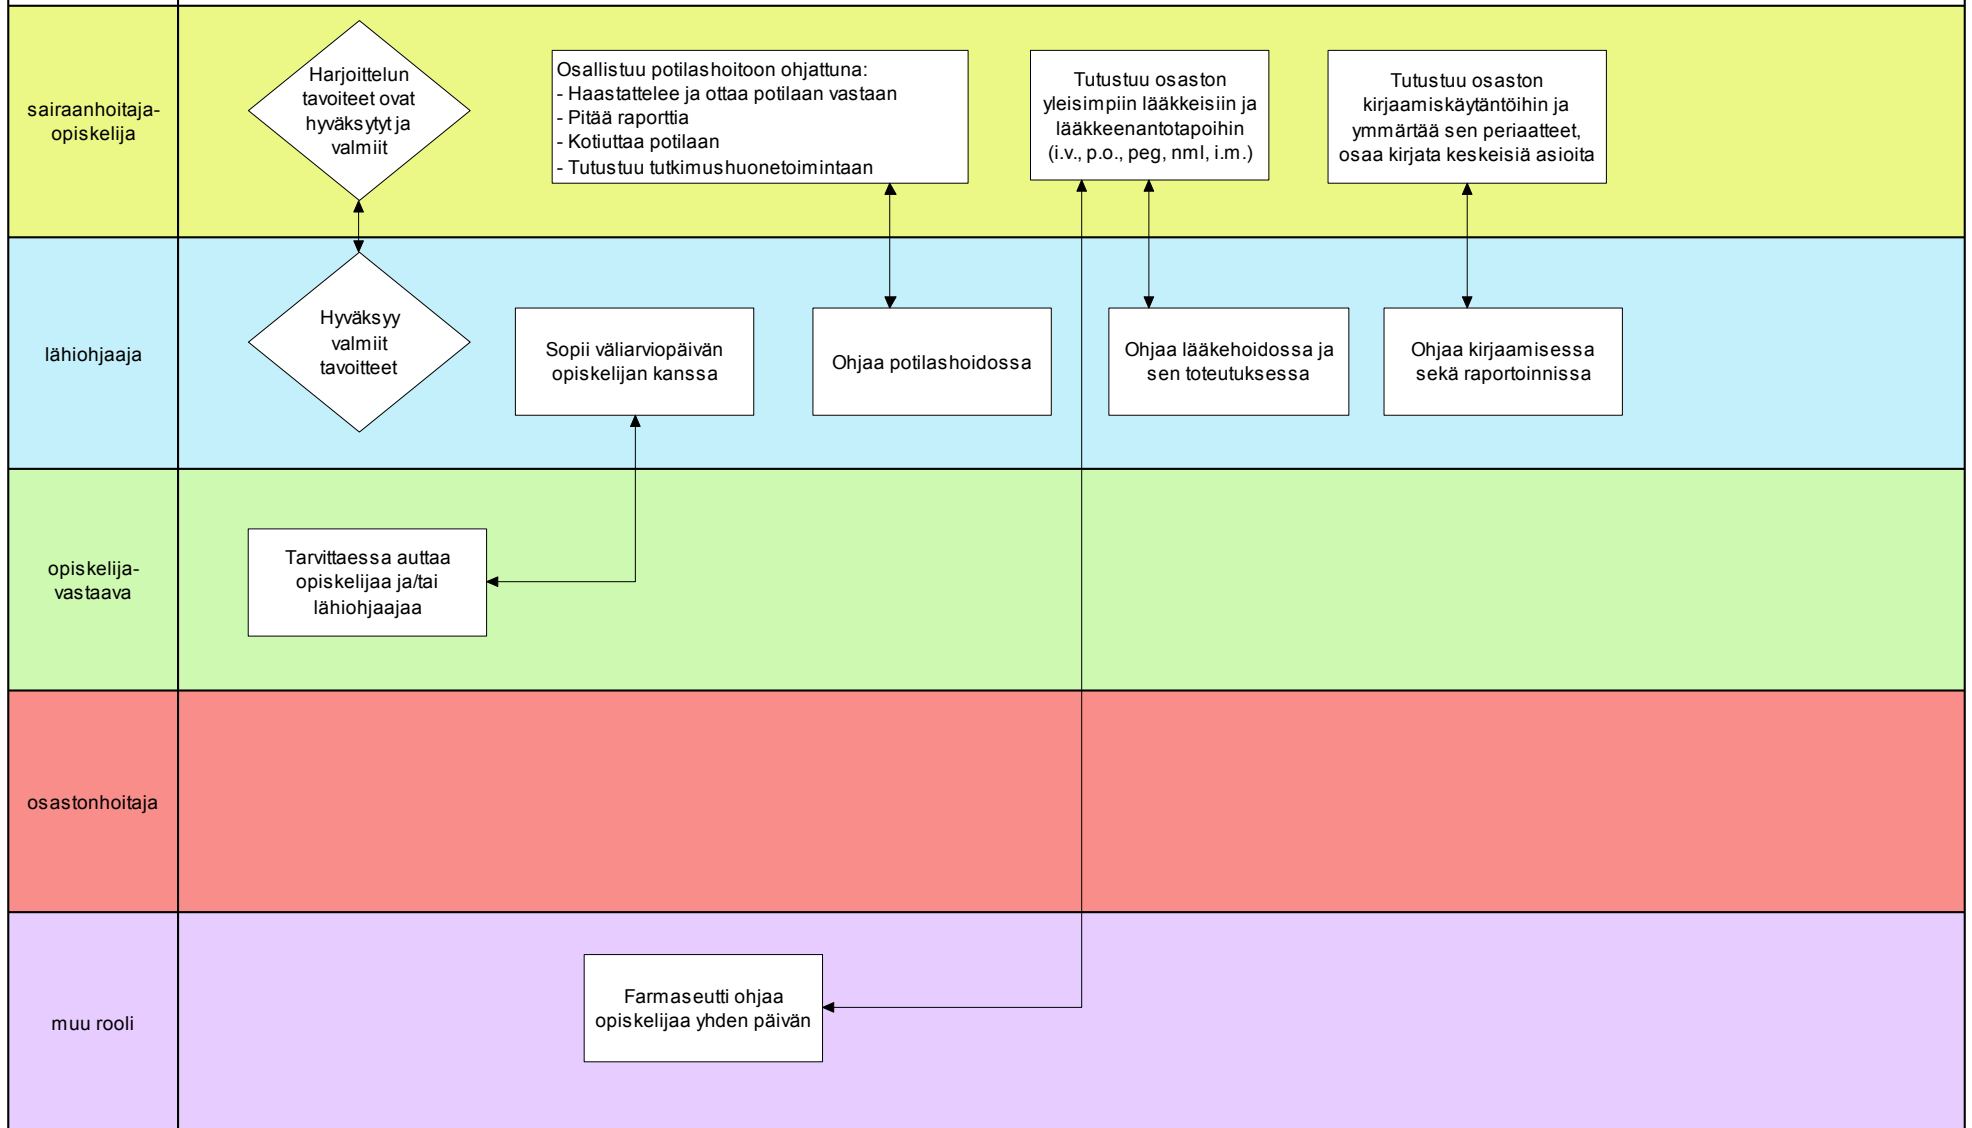 sairaanhoitaja-
opiskelija
Harjoittelun
tavoiteet ovat
hyväksytyt ja
valmiit
Osallistuu potilashoitoon ohjattuna:
- Haastattelee ja ottaa potilaan vastaan
- Pitää raporttia
- Kotiuttaa potilaan
- Tutustuu tutkimushuonetoimintaan
Tutustuu osaston
yleisimpiin lääkkeisiin ja
lääkkeenantotapoihin
(i.v., p.o., peg, nml, i.m.)
Tutustuu osaston
kirjaamiskäytäntöihin ja
ymmärtää sen periaatteet,
osaa kirjata keskeisiä asioita
lähiohjaaja
Hyväksyy
valmiit
tavoitteet
Sopii väliarviopäivän
opiskelijan kanssa
Ohjaa potilashoidossa
Ohjaa lääkehoidossa ja
sen toteutuksessa
Ohjaa kirjaamisessa
sekä raportoinnissa
opiskelija-
vastaava
Tarvittaessa auttaa
opiskelijaa ja/tai
lähiohjaajaa
osastonhoitaja
muu rooli
Farmaseutti ohjaa
opiskelijaa yhden päivän